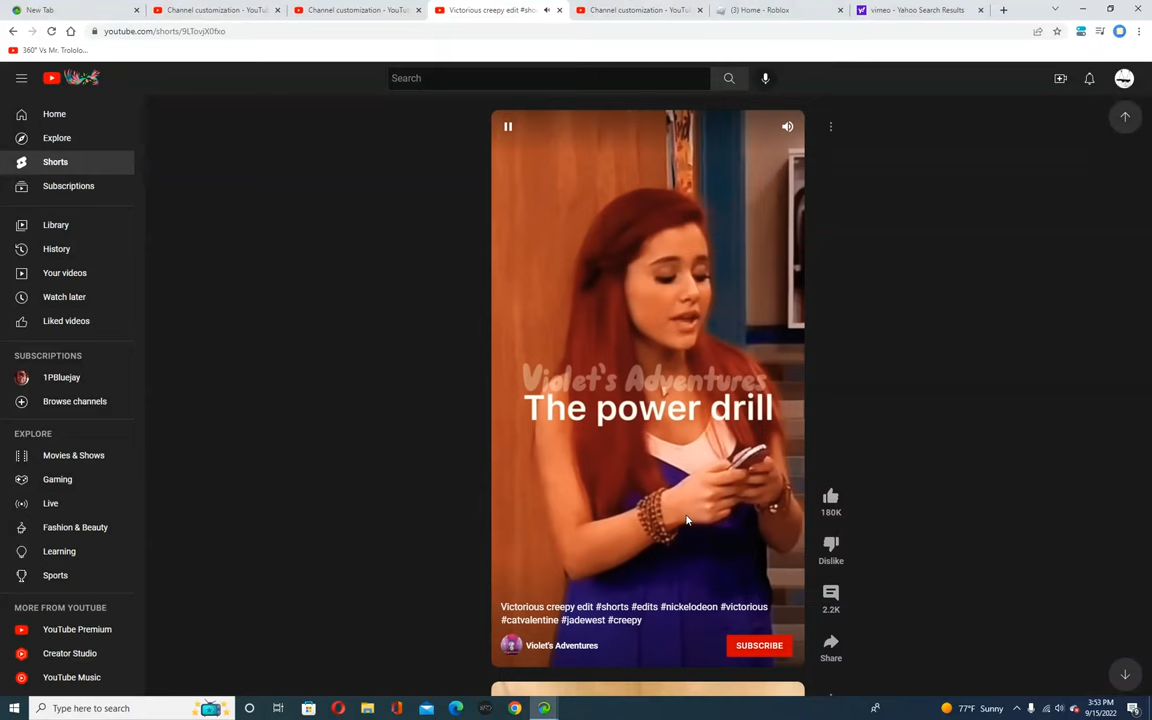 New Tab
Channel customization - YouTu
Channel customization - YouTu
Victorious creepy edit #sho
Channel customization - YouTu
(3) Home - Roblox
vimeo - Yahoo Search Results
youtube.com/shorts/9LTovjX0fxo
360° Vs Mr. Trololo...
Search
Home
Explore
Shorts
Subscriptions
Library
History
Your videos
Watch later
Liked videos
SUBSCRIPTIONS
1PBluejay
Browse channels
EXPLORE
Movies & Shows
Gaming
Live
Fashion & Beauty
Learning
Sports
MORE FROM YOUTUBE
YouTube Premium
Creator Studio
YouTube Music
Violet's Adventures
The power drill
180K
Dislike
2.2K
Share
Victorious creepy edit #shorts #edits #nickelodeon #victorious
#catvalentine #jadewest #creepy
Violet's Adventures
SUBSCRIBE
Type here to search
77°F Sunny
3:53 PM
9/15/2022